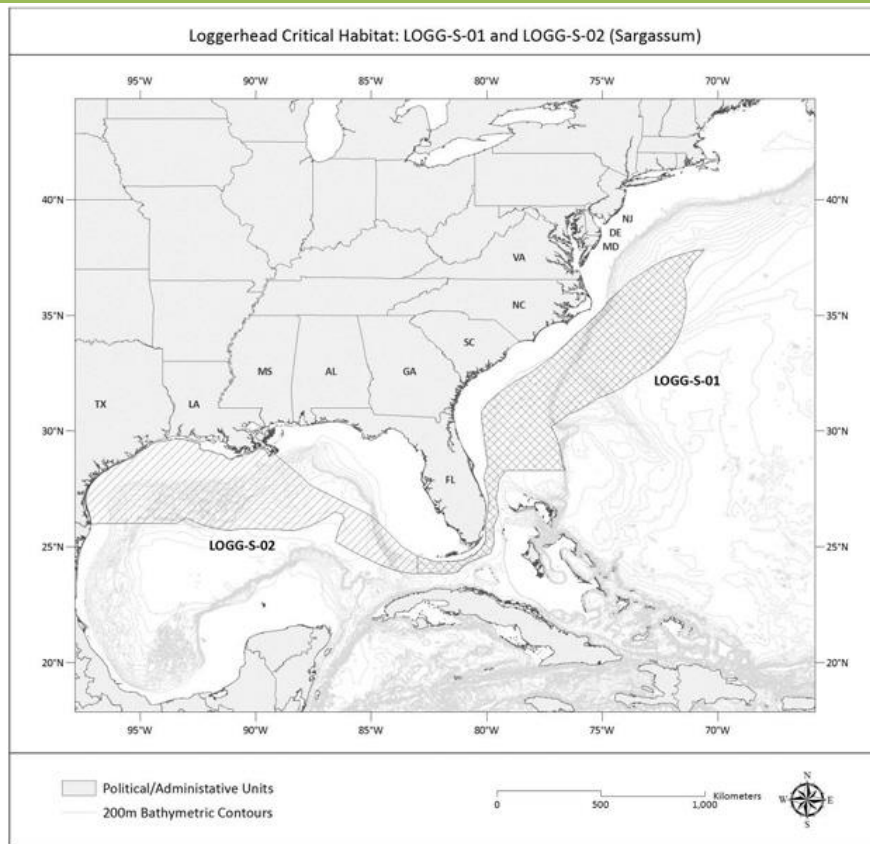 Loggerhead Critical Habitat: LOGG-S-01 and LOGG-S-02 (Sargassum)
95°W 90°W 85°W 80°W 75°W 70°W
40°N 40°N
NJ
DE
MD
VA
35°N 35°N
NC
SC
LOGG-S-01
TX LA MS AL GA
30°N 30°N
FL
LOGG-S-02
25°N 25°N
20°N 20°N
95°W 90°W 85°W 80°W 75°W 70°W
Political/Administative Units
200m Bathymetric Contours
Kilometers
0 500 1,000
N
W E
S